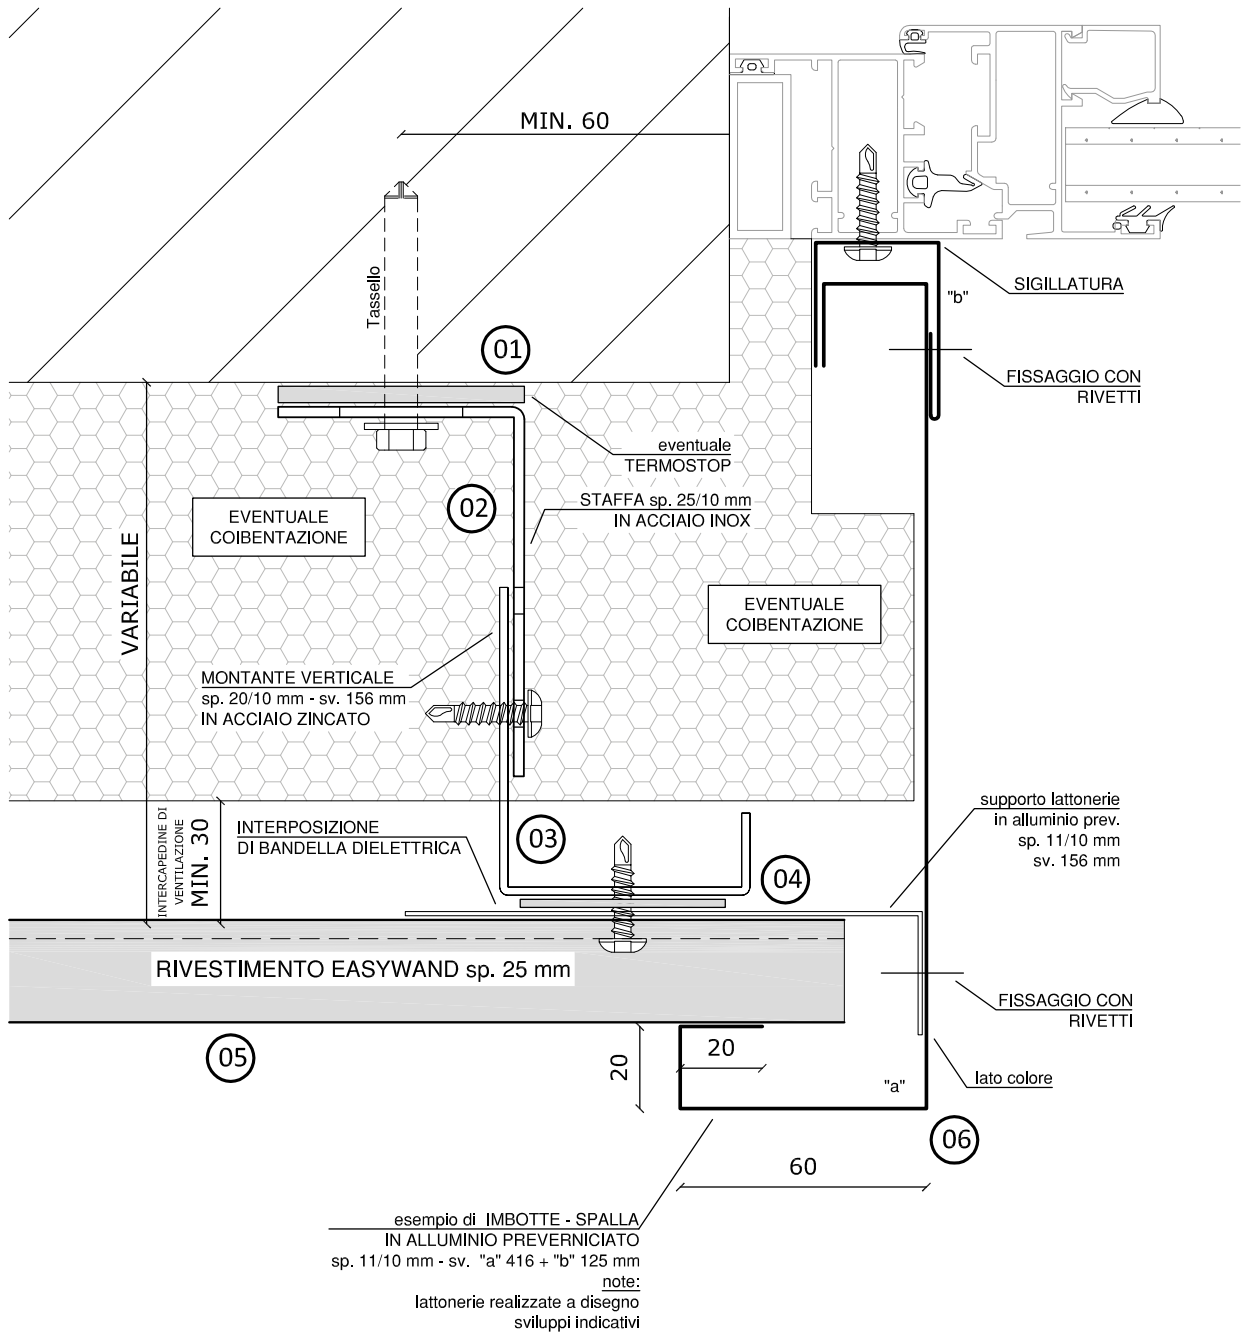 MIN. 60
Tassello
SIGILLATURA
"b"
01
FISSAGGIO CON
RIVETTI
eventuale
TERMOSTOP
02
STAFFA sp. 25/10 mm
IN ACCIAIO INOX
EVENTUALE
COIBENTAZIONE
VARIABILE
EVENTUALE
COIBENTAZIONE
MONTANTE VERTICALE
sp. 20/10 mm - sv. 156 mm
IN ACCIAIO ZINCATO
supporto lattonerie
in alluminio prev.
sp. 11/10 mm
sv. 156 mm
INTERCAPEDINE DI
VENTILAZIONE
MIN. 30
INTERPOSIZIONE
DI BANDELLA DIELETTRICA
03
04
RIVESTIMENTO EASYWAND sp. 25 mm
FISSAGGIO CON
RIVETTI
05
20
20
"a"
lato colore
06
60
esempio di IMBOTTE - SPALLA
IN ALLUMINIO PREVERNICIATO
sp. 11/10 mm - sv. "a" 416 + "b" 125 mm
note:
lattonerie realizzate a disegno
sviluppi indicativi